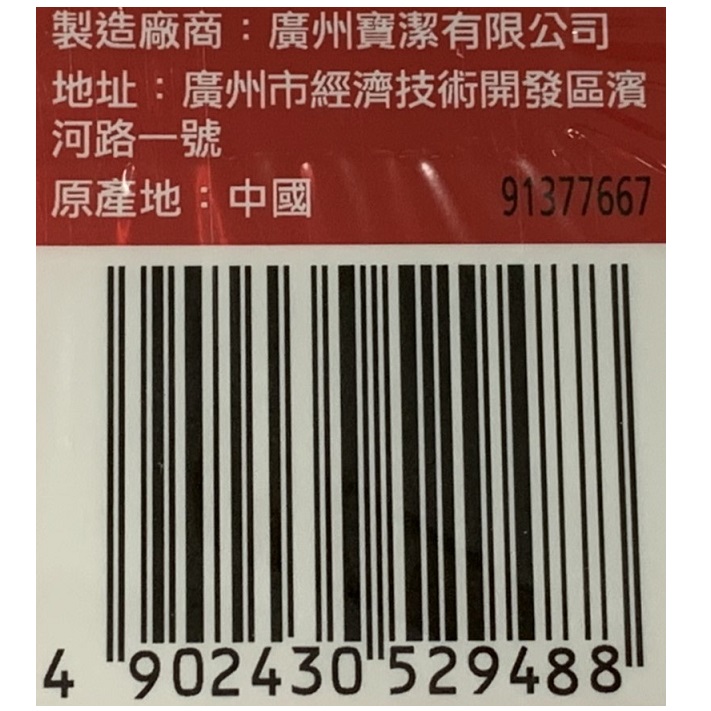 製造廠商：廣州寶潔有限公司
地址：廣州市經濟技術開發區濱
河路一號
原產地：中國 91377667
4 902430 529488